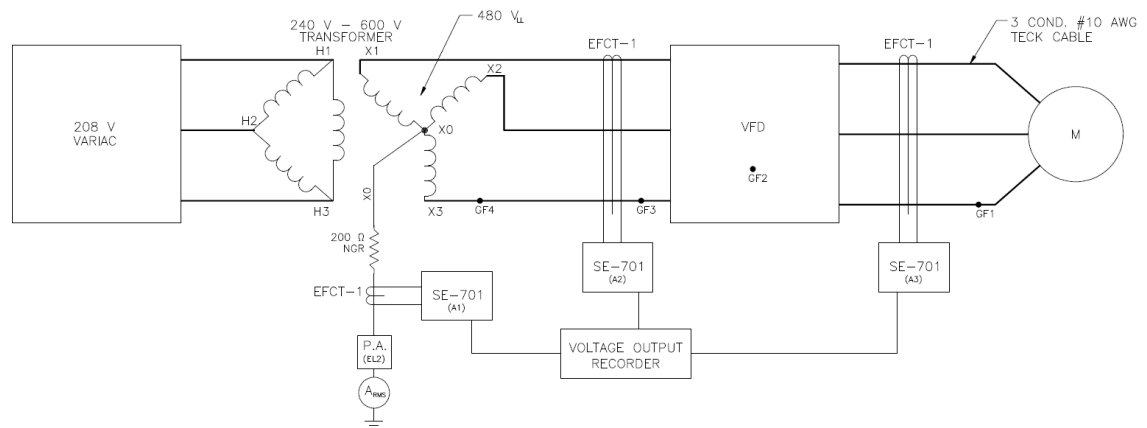 240 V – 600 V
TRANSFORMER
480 VLL
H1
X1
EFCT–1
EFCT–1
3 COND. #10 AWG
TECK CABLE
X2
208 V
VARIAC
H2
X0
VFD
M
GF2
X0
H3
X3
GF4
GF3
GF1
200 Ω
NGR
EFCT–1
SE–701
(A1)
SE–701
(A2)
SE–701
(A3)
P.A.
(EL2)
VOLTAGE OUTPUT
RECORDER
ARMS